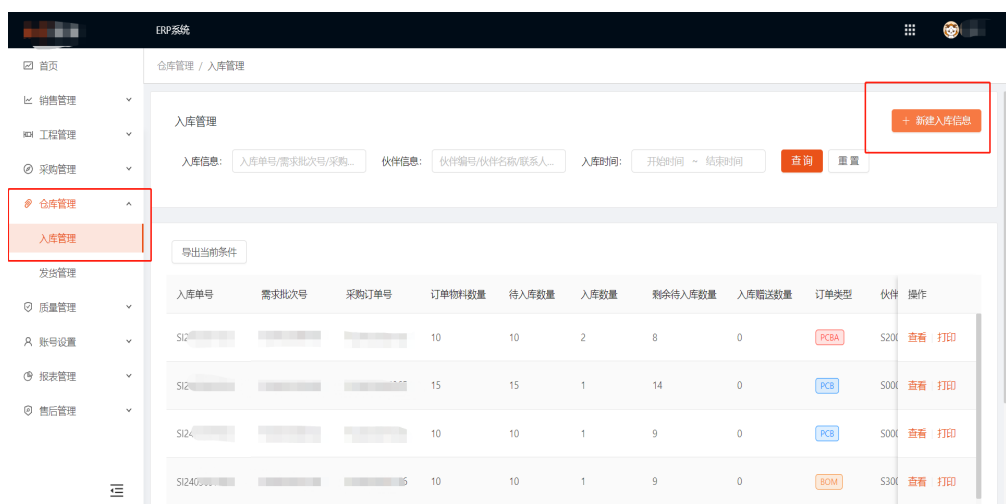 ERP系统
首页
仓库管理 / 入库管理
销售管理
工程管理
采购管理
仓库管理
入库管理
发货管理
质量管理
账号设置
报表管理
售后管理
入库管理
+ 新建入库信息
入库信息: 入库单号/需求批次号/采购... 伙伴信息: 伙伴编号/伙伴名称/联系人... 入库时间: 开始时间 ~ 结束时间 查询 重置
导出当前条件
入库单号 需求批次号 采购订单号 订单物料数量 待入库数量 入库数量 剩余待入库数量 入库赠送数量 订单类型 伙伴 操作
10 10 2 8 0 PCBA S200 查看 打印
15 15 1 14 0 PCB S000 查看 打印
SI24 10 10 1 9 0 PCB S000 查看 打印
10 10 1 9 0 BOM S300 查看 打印